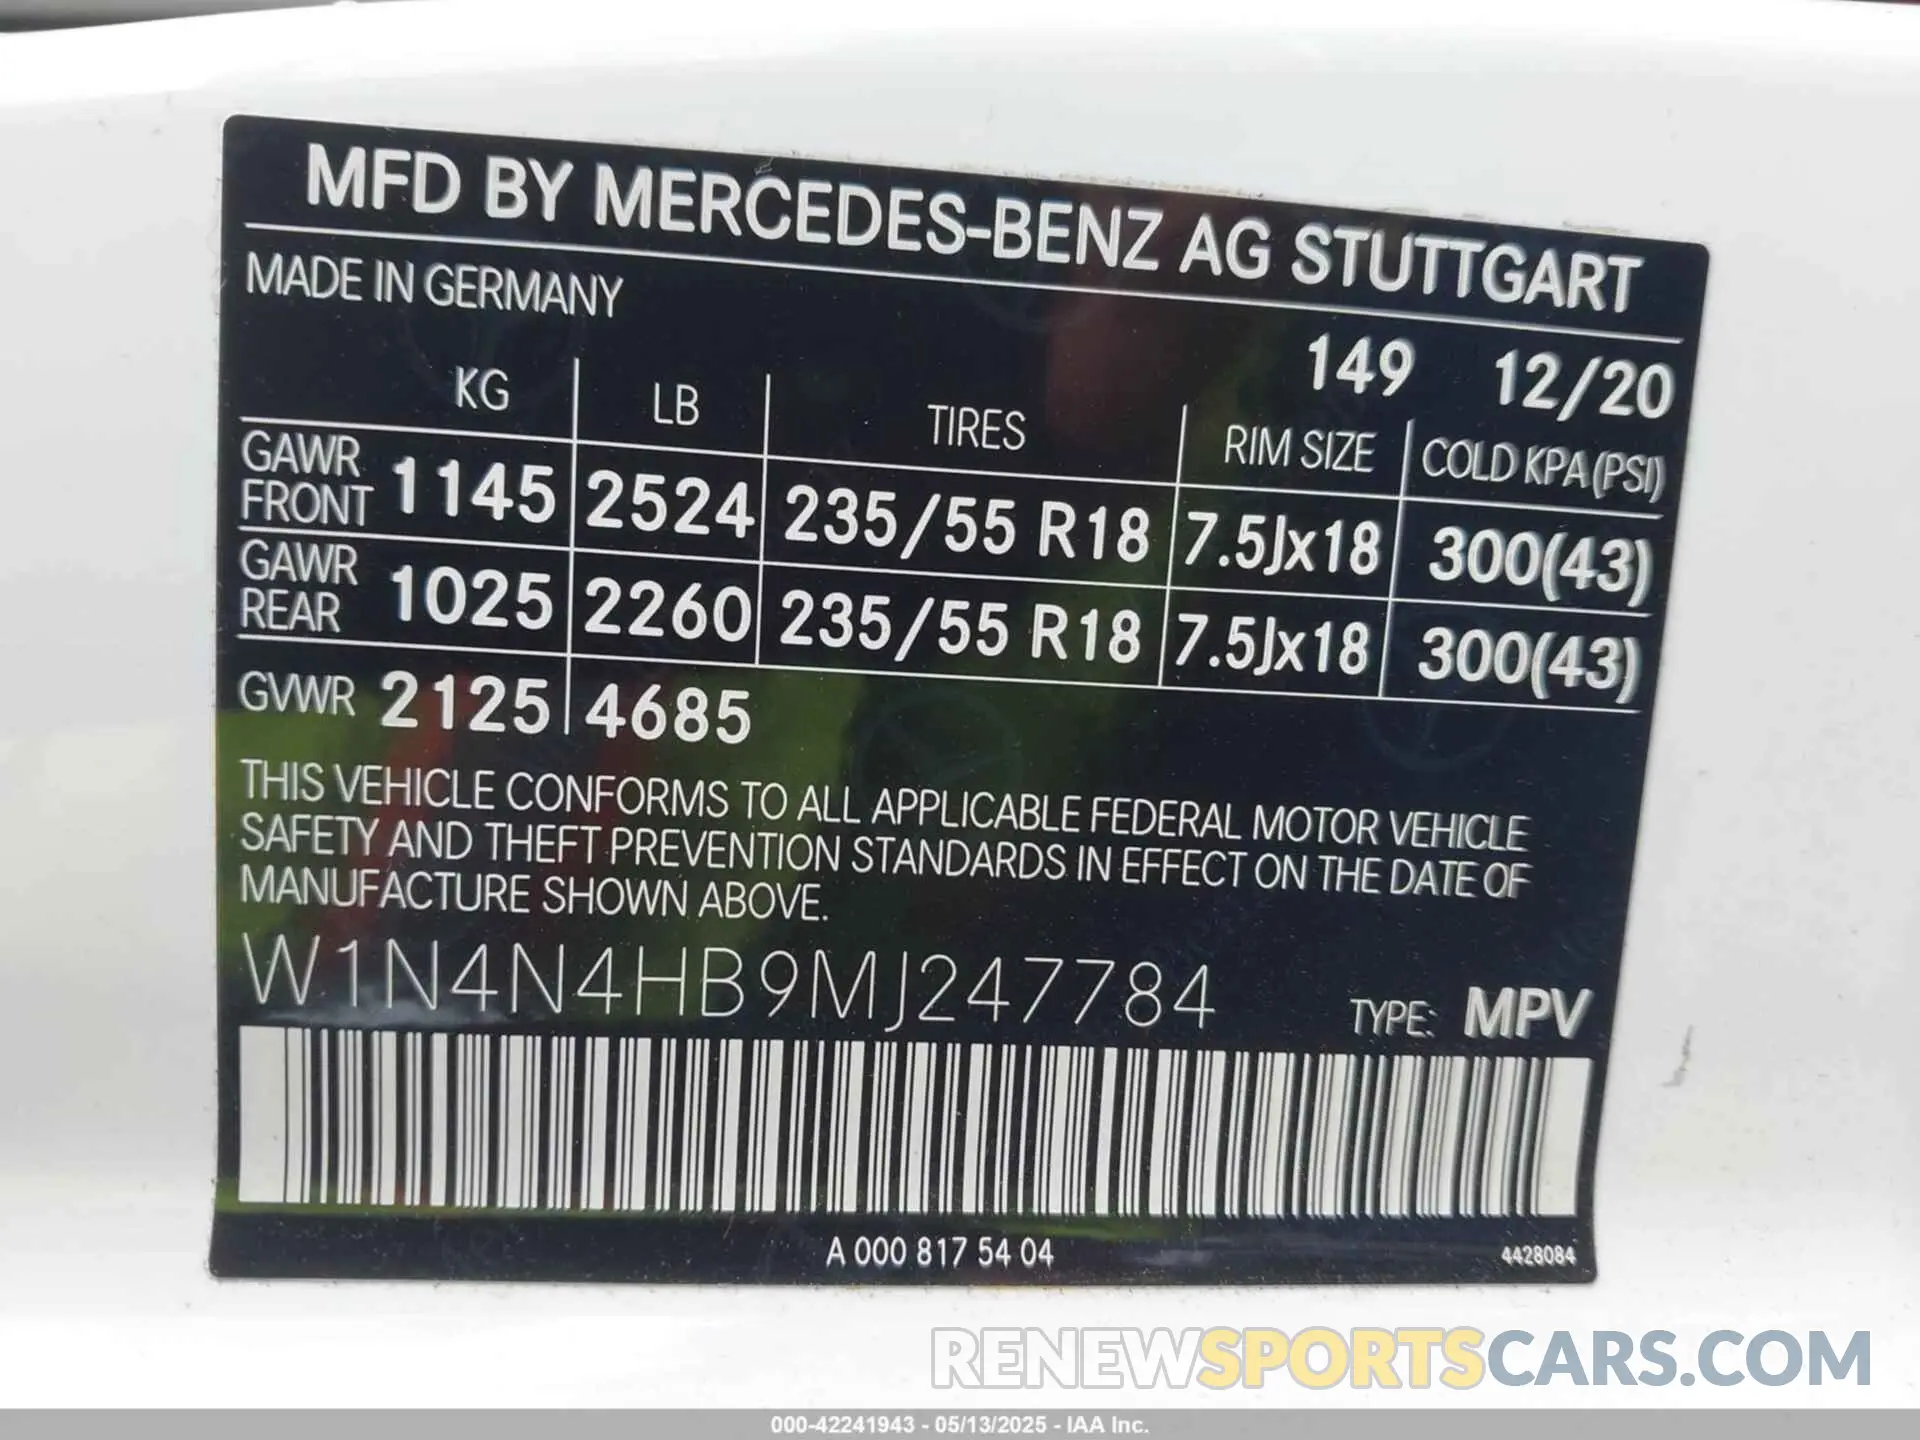 MFD BY MERCEDES-BENZ AG STUTTGART
MADE IN GERMANY
149 12/20
KG LB TIRES RIM SIZE COLD KPA(PSI)
GAWR FRONT 1145 2524 235/55 R18 7.5Jx18 300(43)
GAWR REAR 1025 2260 235/55 R18 7.5Jx18 300(43)
GVWR 2125 4685
THIS VEHICLE CONFORMS TO ALL APPLICABLE FEDERAL MOTOR VEHICLE
SAFETY AND THEFT PREVENTION STANDARDS IN EFFECT ON THE DATE OF
MANUFACTURE SHOWN ABOVE.
W1N4N4HB9MJ247784 TYPE: MPV
A 000 817 54 04 4428084
RENEWSPORTSCARS.COM
000-42241943 - 05/13/2025 - IAA Inc.